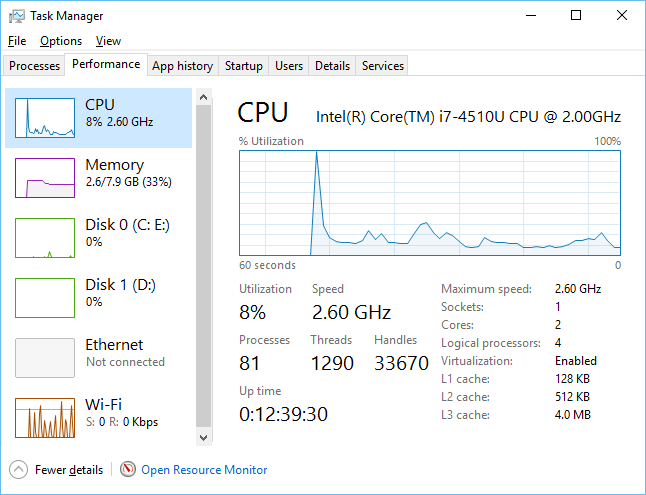 Task Manager
File Options View
Processes Performance App history Startup Users Details Services
CPU
8% 2.60 GHz
Memory
2.6/7.9 GB (33%)
Disk 0 (C: E:)
0%
Disk 1 (D:)
0%
Ethernet
Not connected
Wi-Fi
S: 0 R: 0 Kbps
CPU Intel(R) Core(TM) i7-4510U CPU @ 2.00GHz
% Utilization 100%
60 seconds 0
Utilization Speed
8% 2.60 GHz
Processes Threads Handles
81 1290 33670
Up time
0:12:39:30
Maximum speed: 2.60 GHz
Sockets: 1
Cores: 2
Logical processors: 4
Virtualization: Enabled
L1 cache: 128 KB
L2 cache: 512 KB
L3 cache: 4.0 MB
Fewer details Open Resource Monitor